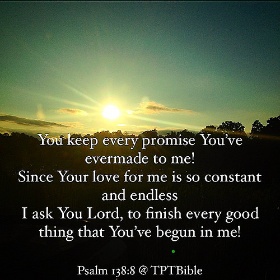 You keep every promise You've
evermade to me!
Since Your love for me is so constant
and endless
I ask You Lord, to finish every good
thing that You've begun in me!
Psalm 138:8 @ TPTBible